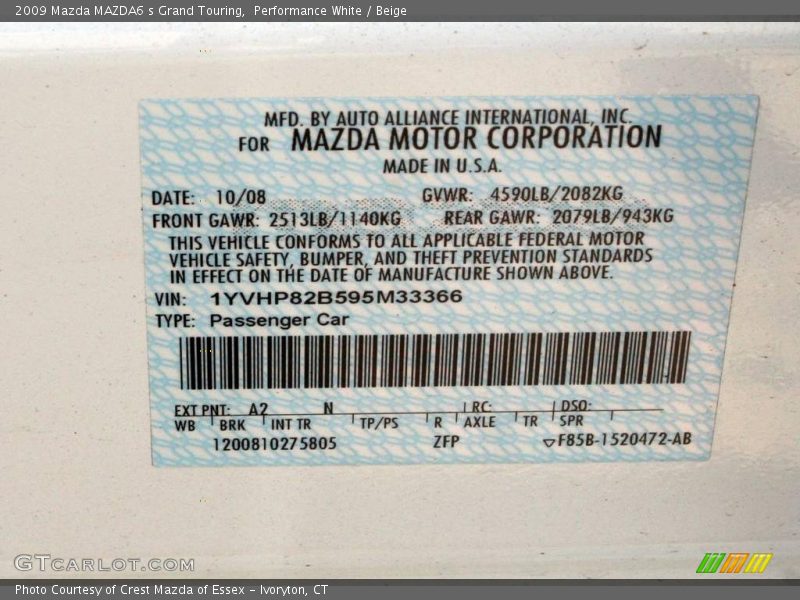 2009 Mazda MAZDA6 s Grand Touring,  Performance White / Beige
MFD. BY AUTO ALLIANCE INTERNATIONAL, INC.
FOR MAZDA MOTOR CORPORATION
MADE IN U.S.A.
DATE: 10/08 GVWR: 4590LB/2082KG
FRONT GAWR: 2513LB/1140KG REAR GAWR: 2079LB/943KG
THIS VEHICLE CONFORMS TO ALL APPLICABLE FEDERAL MOTOR
VEHICLE SAFETY, BUMPER, AND THEFT PREVENTION STANDARDS
IN EFFECT ON THE DATE OF MANUFACTURE SHOWN ABOVE.
VIN: 1YVHP82B595M33366
TYPE: Passenger Car
EXT PNT: A2 N RC: DSO:
WB BRK INT TR TP/PS R AXLE TR SPR
1200810275805 ZFP F85B-1520472-AB
GTCARLOT.COM
Photo Courtesy of Crest Mazda of Essex – Ivoryton, CT